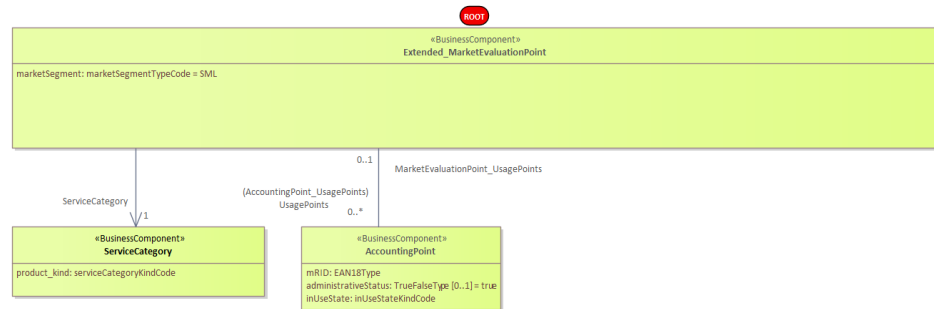 ROOT
«BusinessComponent»
Extended_MarketEvaluationPoint
marketSegment: marketSegmentTypeCode = SML
0..1
MarketEvaluationPoint_UsagePoints
(AccountingPoint_UsagePoints)
ServiceCategory
UsagePoints
0..*
1
«BusinessComponent»
ServiceCategory
product_kind: serviceCategoryKindCode
«BusinessComponent»
AccountingPoint
mRID: EAN18Type
administrativeStatus: TrueFalseType [0..1] = true
inUseState: inUseStateKindCode